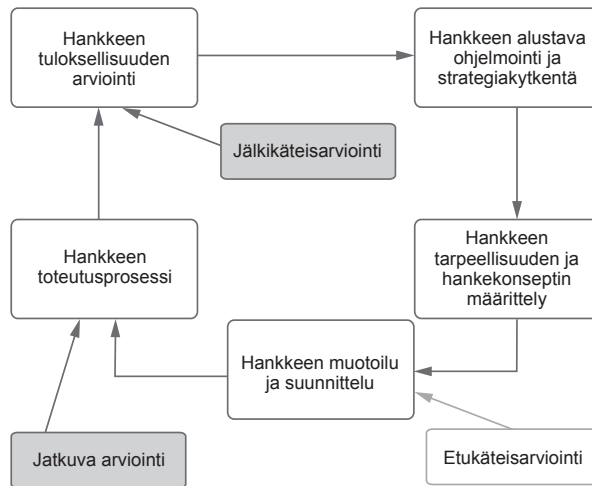 Hankkeen
tuloksellisuuden
arviointi
Hankkeen alustava
ohjelmointi ja
strategiakytkentä
Jälkikäteisarviointi
Hankkeen
toteutusprosessi
Hankkeen
tarpeellisuuden ja
hankekonseptin
määrittely
Hankkeen muotoilu
ja suunnittelu
Jatkuva arviointi
Etukäteisarviointi